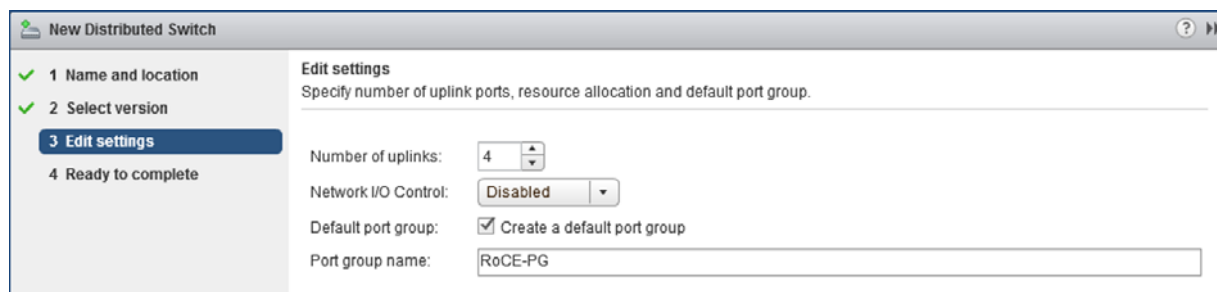 New Distributed Switch
?
1 Name and location
2 Select version
3 Edit settings
4 Ready to complete
Edit settings
Specify number of uplink ports, resource allocation and default port group.
Number of uplinks: 4
Network I/O Control: Disabled
Default port group: Create a default port group
Port group name: RoCE-PG